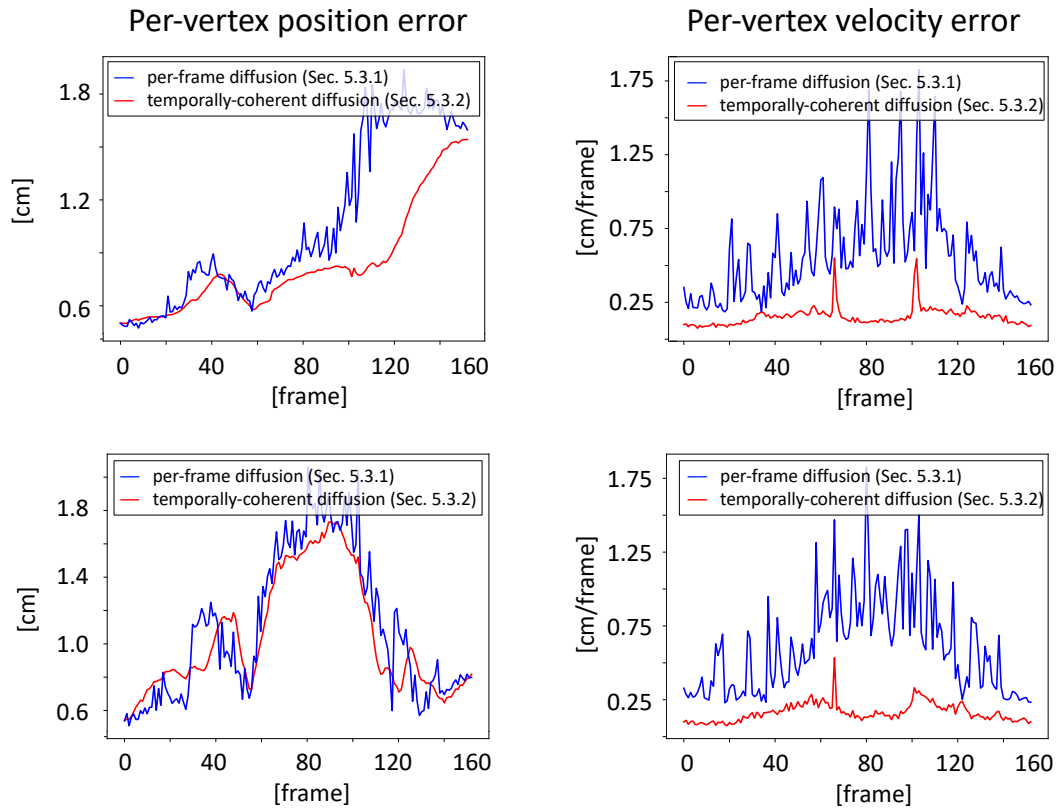 Per-vertex position error
Per-vertex velocity error
per-frame diffusion (Sec. 5.3.1)
temporally-coherent diffusion (Sec. 5.3.2)
1.8
1.2
0.6
[cm]
0 40 80 120 160
[frame]
per-frame diffusion (Sec. 5.3.1)
temporally-coherent diffusion (Sec. 5.3.2)
1.75
1.25
0.75
0.25
[cm/frame]
0 40 80 120 160
[frame]
per-frame diffusion (Sec. 5.3.1)
temporally-coherent diffusion (Sec. 5.3.2)
1.8
1.4
1.0
0.6
[cm]
0 40 80 120 160
[frame]
per-frame diffusion (Sec. 5.3.1)
temporally-coherent diffusion (Sec. 5.3.2)
1.75
1.25
0.75
0.25
[cm/frame]
0 40 80 120 160
[frame]